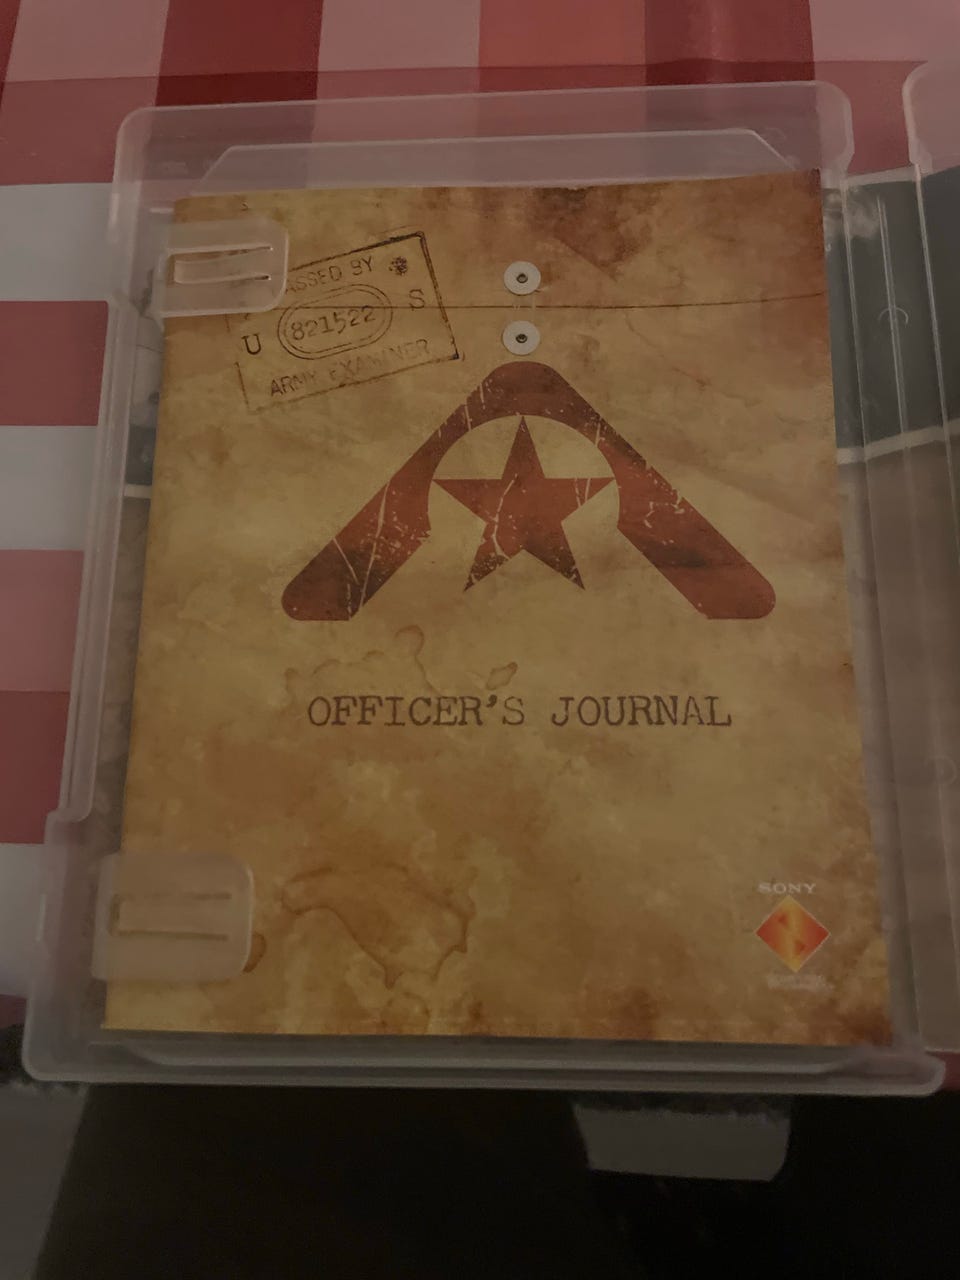 ASSED BY
U 821522 S
ARMY EXAMINER
OFFICER'S JOURNAL
SONY